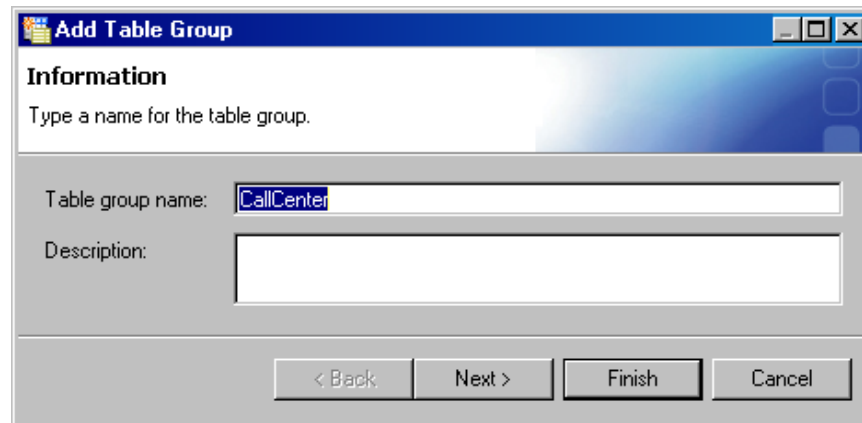 Add Table Group
Information
Type a name for the table group.
Table group name: CallCenter
Description:
< Back Next > Finish Cancel